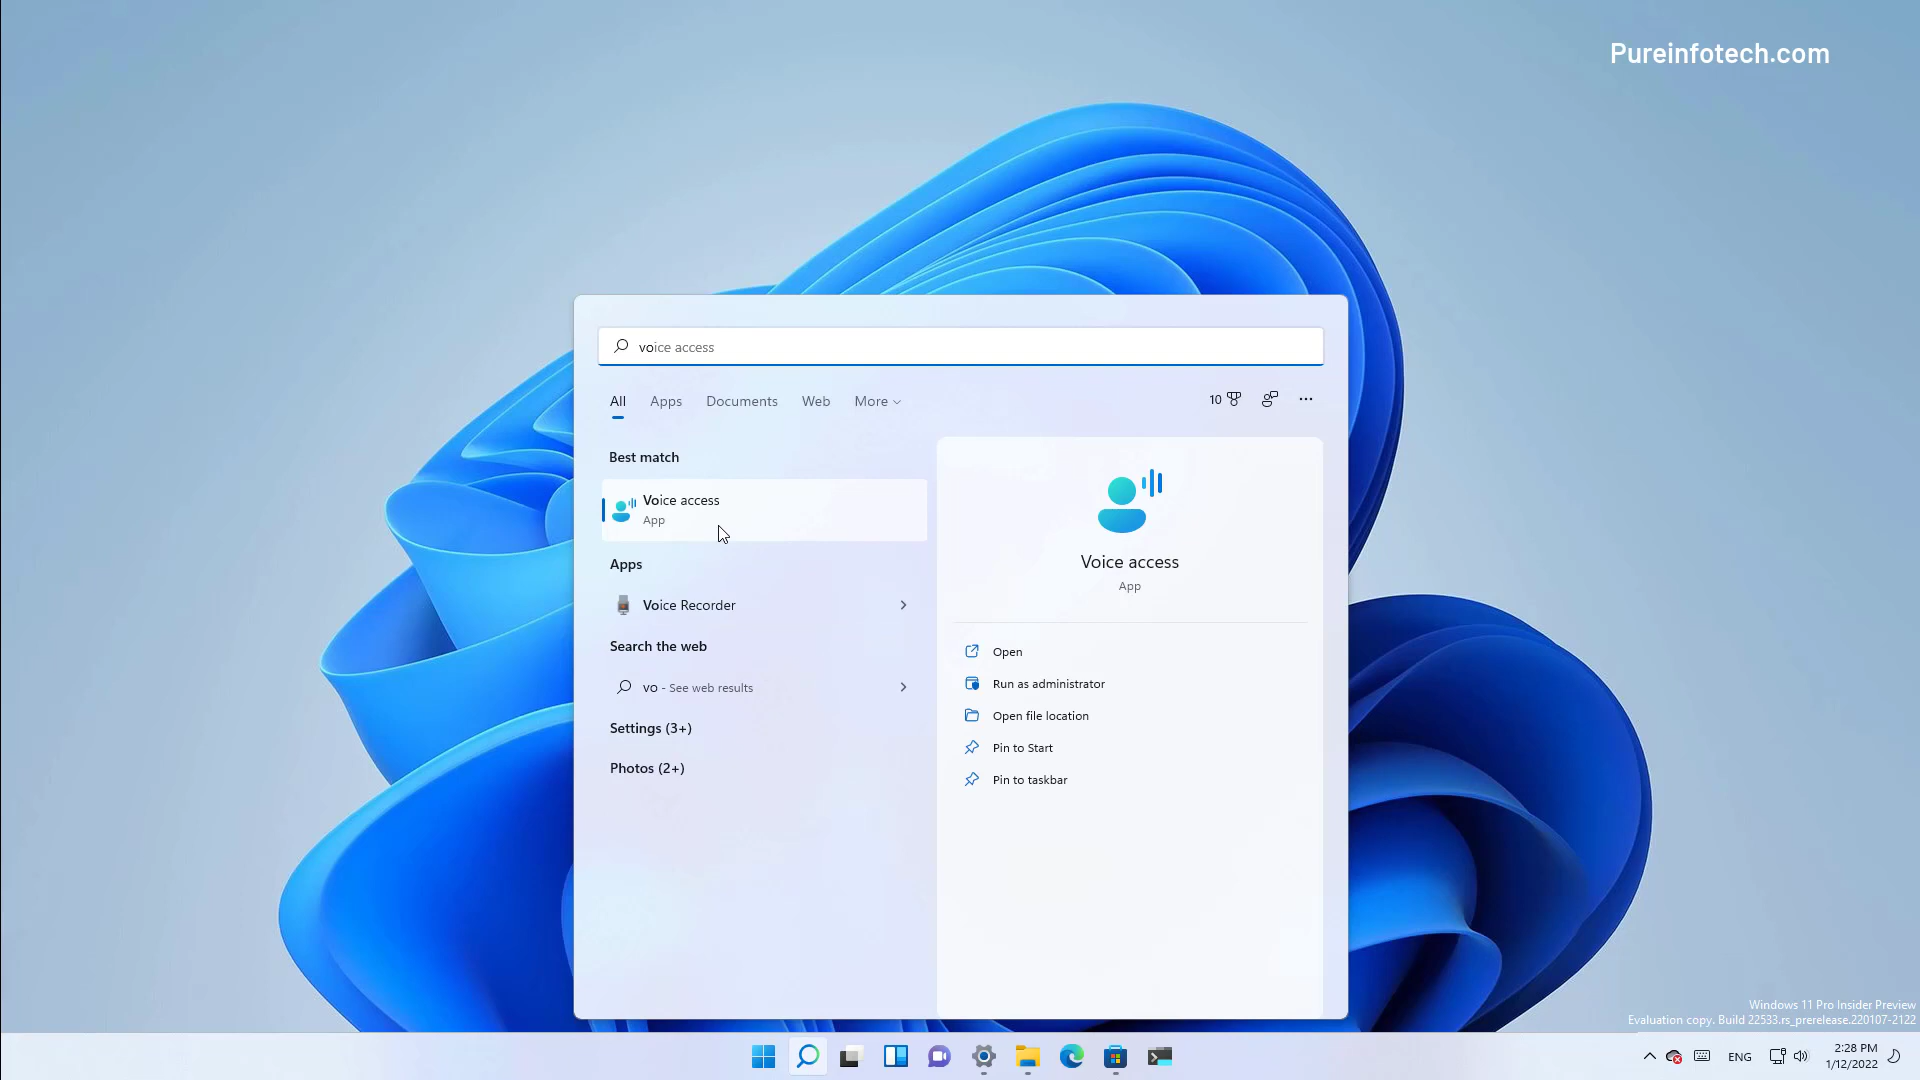 Pureinfotech.com
voice access
All Apps Documents Web More 10
Best match
Voice access
App
Apps
Voice Recorder
Search the web
vo - See web results
Settings (3+)
Photos (2+)
Voice access
App
Open
Run as administrator
Open file location
Pin to Start
Pin to taskbar
Windows 11 Pro Insider Preview
Evaluation copy. Build 22533.rs_prerelease.220107-2122
ENG
2:28 PM
1/12/2022